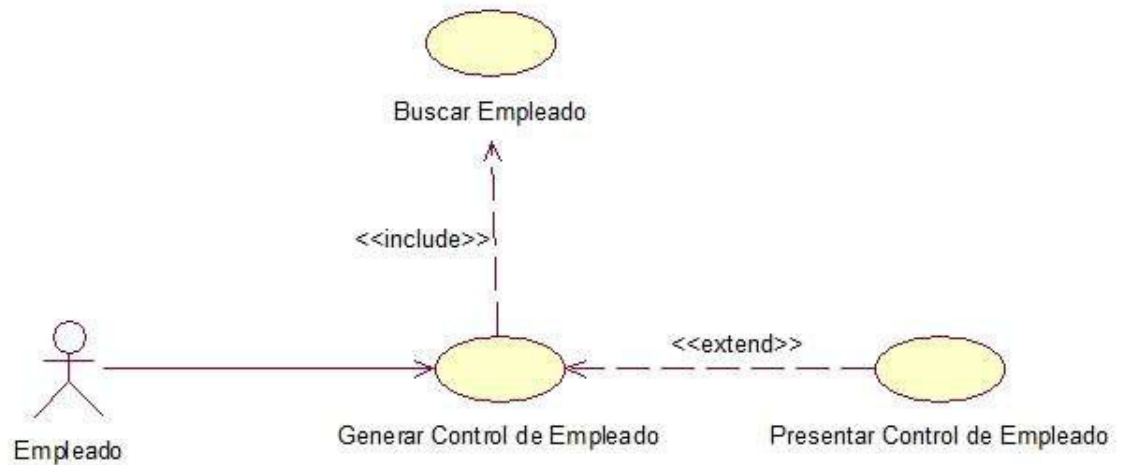 Buscar Empleado
<<include>>
<<extend>>
Empleado
Generar Control de Empleado
Presentar Control de Empleado